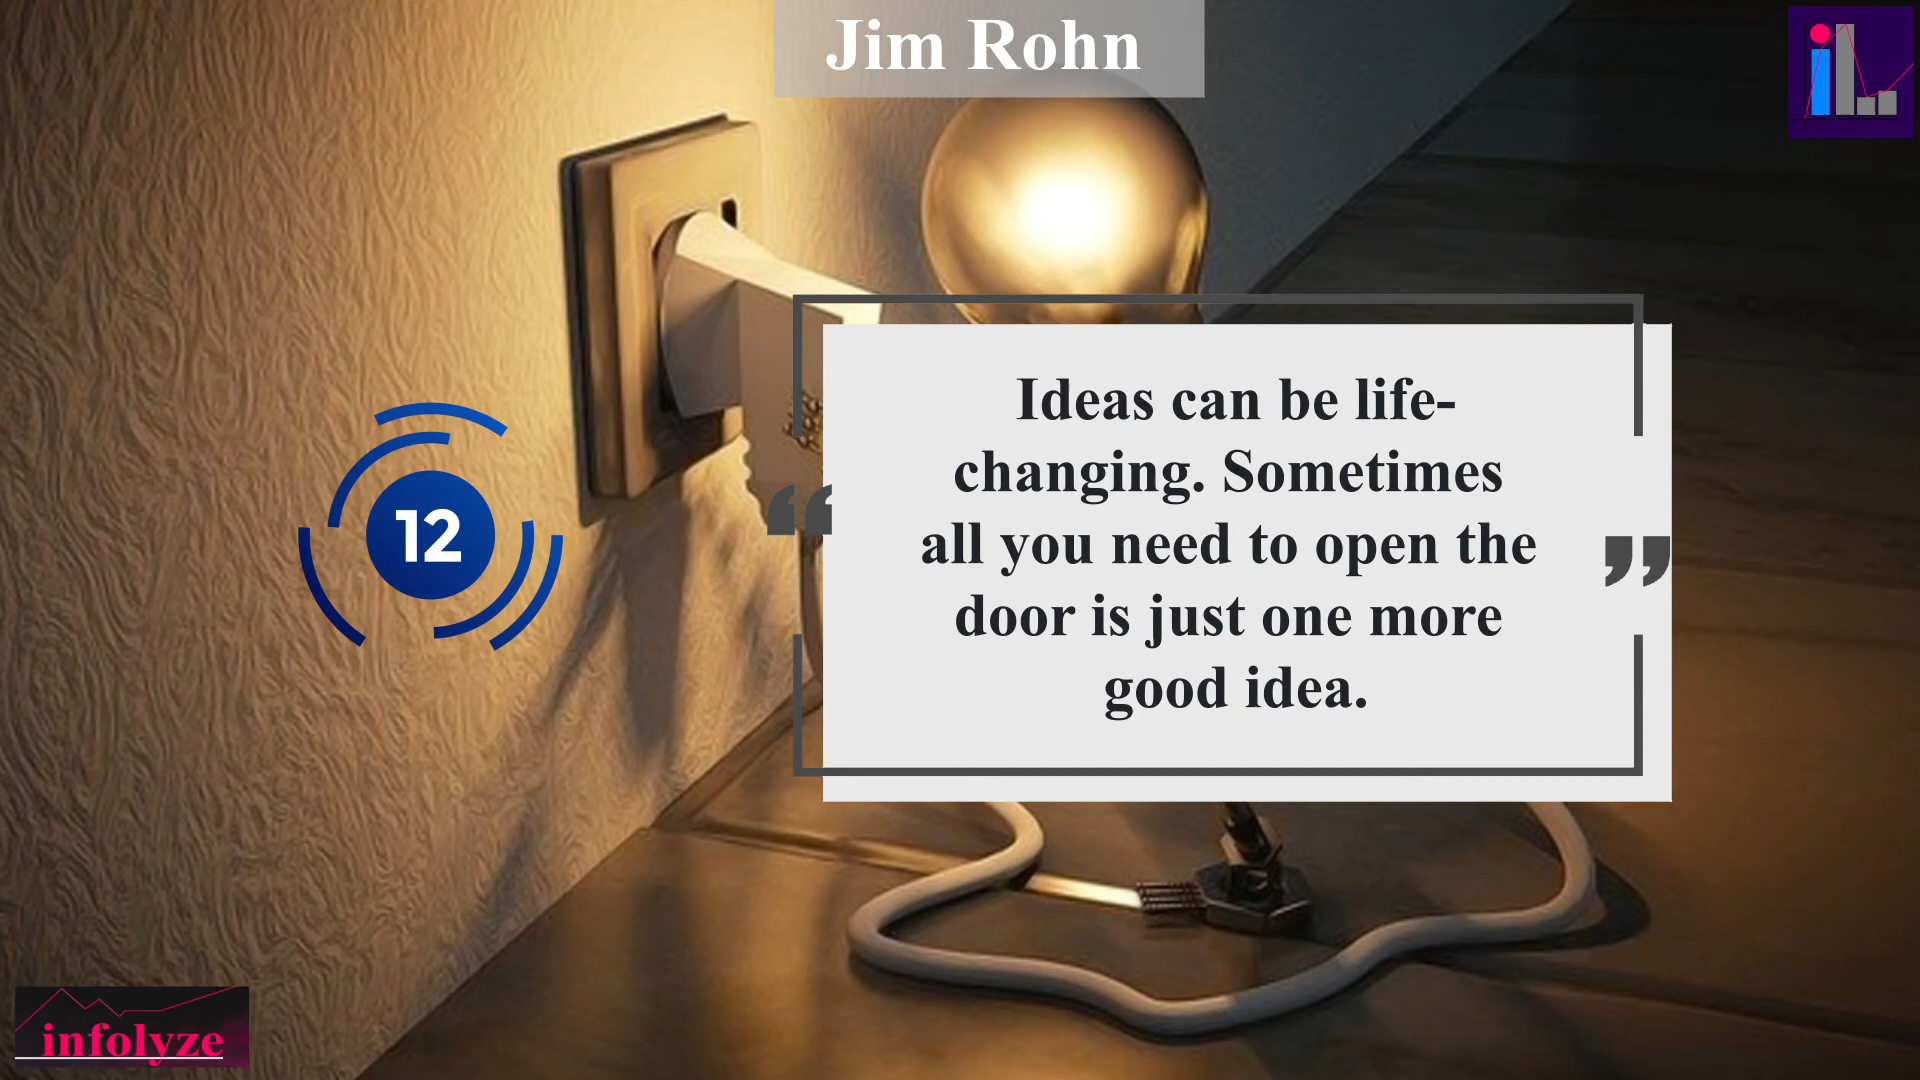 Jim Rohn
12
Ideas can be life-
changing. Sometimes
all you need to open the
door is just one more
good idea.
infolyze